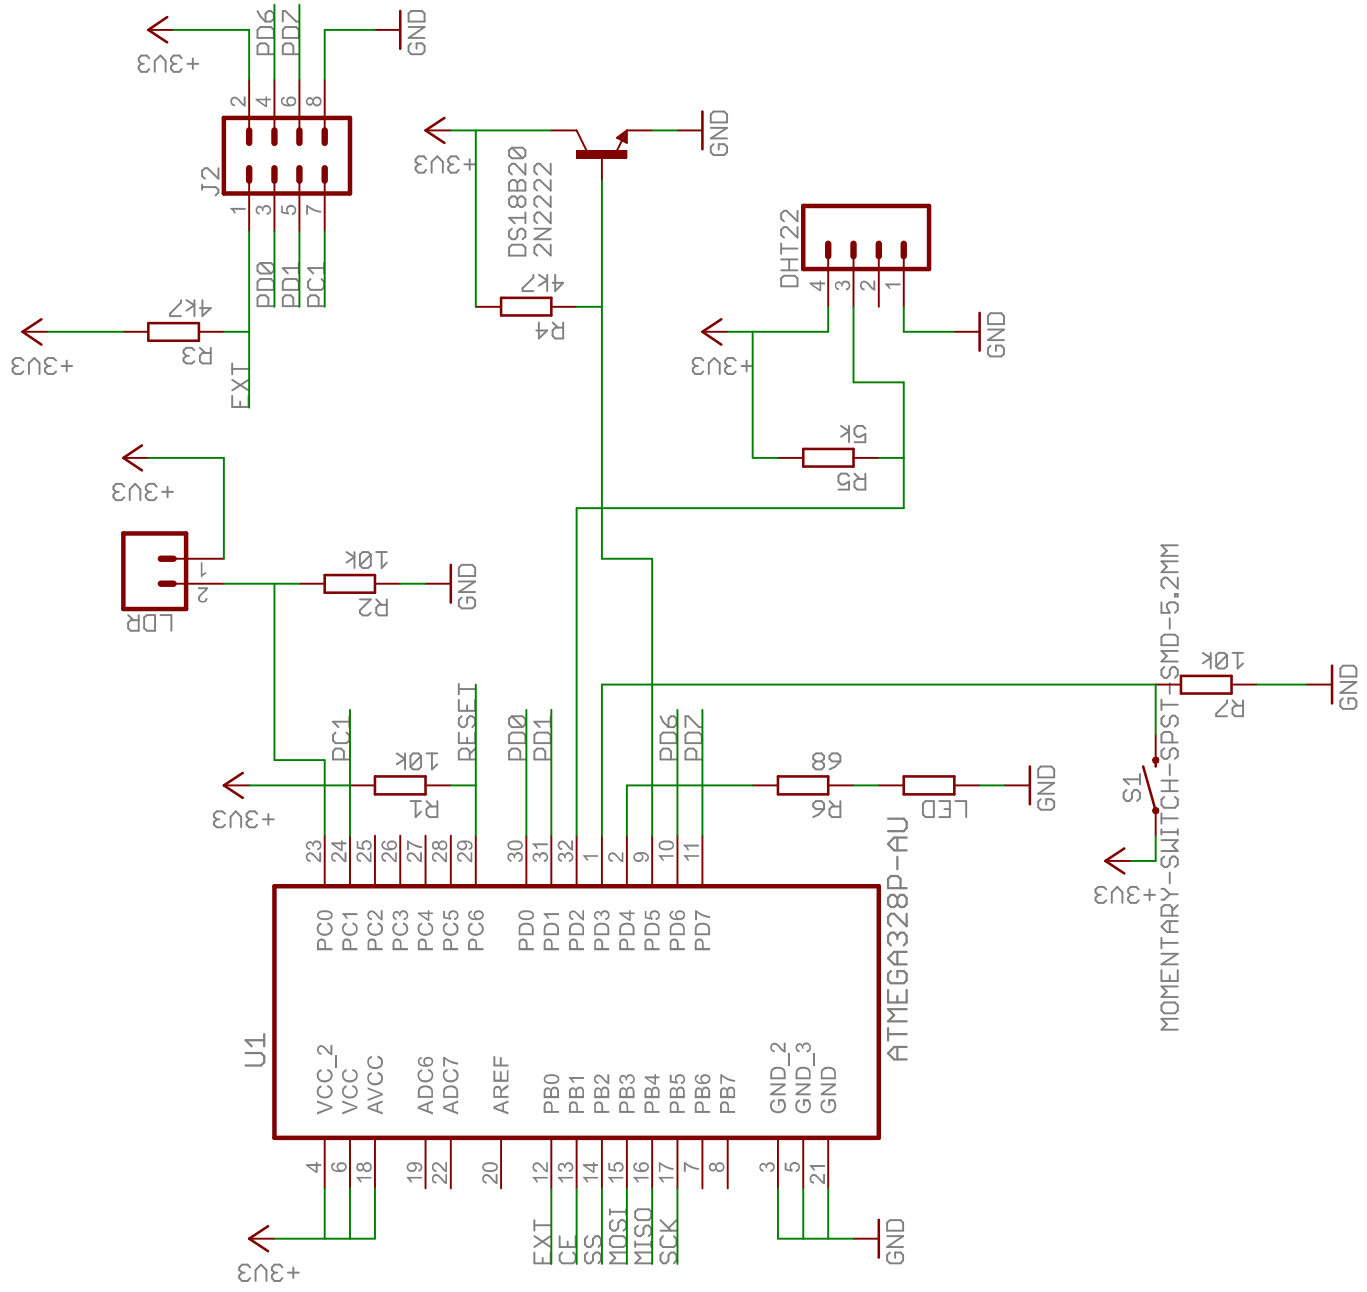 +3V3
PD6
PD7
GND
2
4
6
8
J2
1
3
5
7
PD0
PD1
PC1
+3V3
4k7
R3
EXT
+3V3
DS18B20
2N2222
GND
4k7
R4
DHT22
4
3
2
1
+3V3
GND
5k
R5
+3V3
1
2
LDR
10k
R2
GND
PC1
RESET
PD0
PD1
PD6
PD7
+3V3
10k
R1
68
R6
LED
GND
MOMENTARY-SWITCH-SPST-SMD-5.2MM
10k
R7
GND
S1
+3V3
23
24
25
26
27
28
29
30
31
32
1
2
9
10
11
PC0
PC1
PC2
PC3
PC4
PC5
PC6
PD0
PD1
PD2
PD3
PD4
PD5
PD6
PD7
U1
ATMEGA328P-AU
VCC_2
VCC
AVCC
ADC6
ADC7
AREF
PB0
PB1
PB2
PB3
PB4
PB5
PB6
PB7
GND_2
GND_3
GND
4
6
18
19
22
20
12
13
14
15
16
17
7
8
3
5
21
+3V3
EXT
CE
SS
MOSI
MISO
SCK
GND